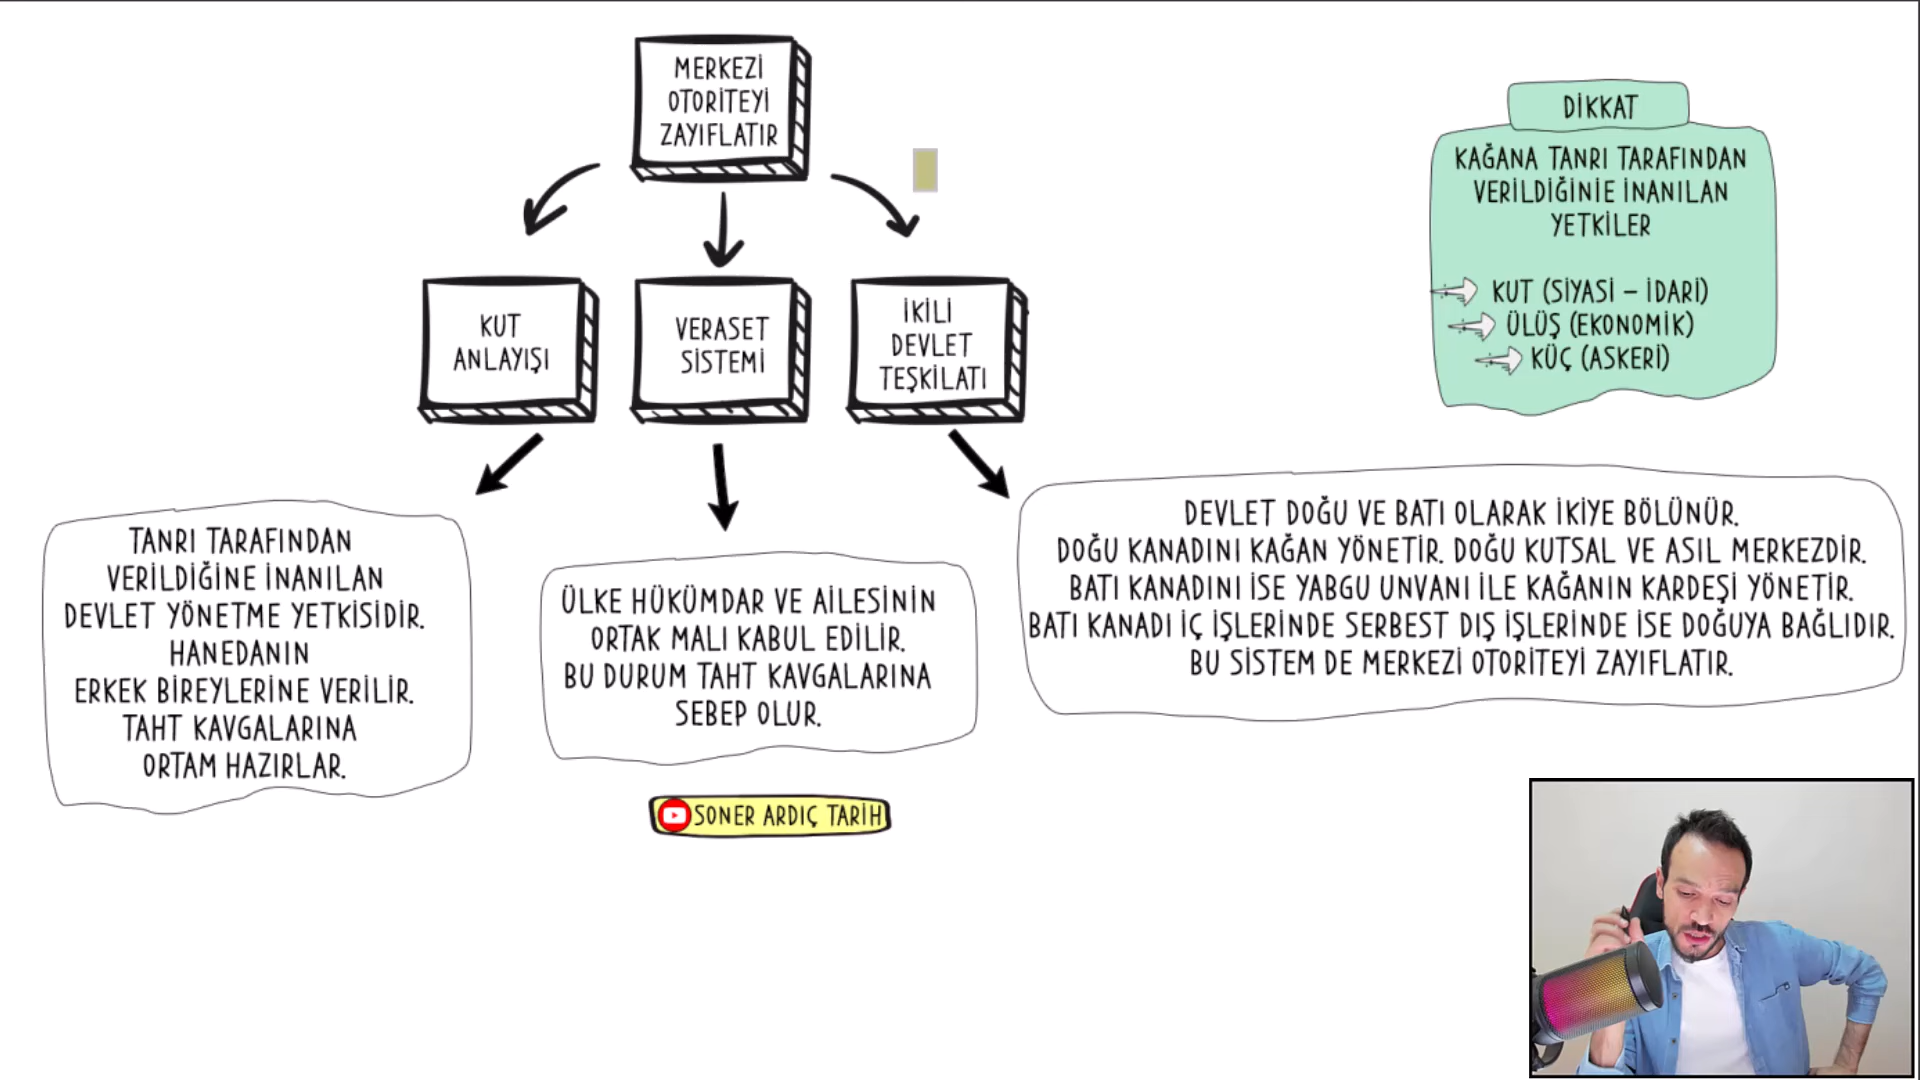 MERKEZİ
OTORİTEYİ
ZAYIFLATIR
DİKKAT
KAĞANA TANRI TARAFINDAN
VERİLDİĞİNİE İNANILAN
YETKİLER
KUT (SİYASİ – İDARİ)
ÜLÜŞ (EKONOMİK)
KÜÇ (ASKERİ)
KUT
ANLAYIŞI
VERASET
SİSTEMİ
İKİLİ
DEVLET
TEŞKİLATI
TANRI TARAFINDAN
VERİLDİĞİNE İNANILAN
DEVLET YÖNETME YETKİSİDİR.
HANEDANIN
ERKEK BİREYLERİNE VERİLİR.
TAHT KAVGALARINA
ORTAM HAZIRLAR.
ÜLKE HÜKÜMDAR VE AİLESİNİN
ORTAK MALI KABUL EDİLİR.
BU DURUM TAHT KAVGALARINA
SEBEP OLUR.
DEVLET DOĞU VE BATI OLARAK İKİYE BÖLÜNÜR.
DOĞU KANADINI KAĞAN YÖNETİR. DOĞU KUTSAL VE ASIL MERKEZDİR.
BATI KANADINI İSE YABGU UNVANI İLE KAĞANIN KARDEŞİ YÖNETİR.
BATI KANADI İÇ İŞLERİNDE SERBEST DIŞ İŞLERİNDE İSE DOĞUYA BAĞLIDIR.
BU SİSTEM DE MERKEZİ OTORİTEYİ ZAYIFLATIR.
SONER ARDIÇ TARİH